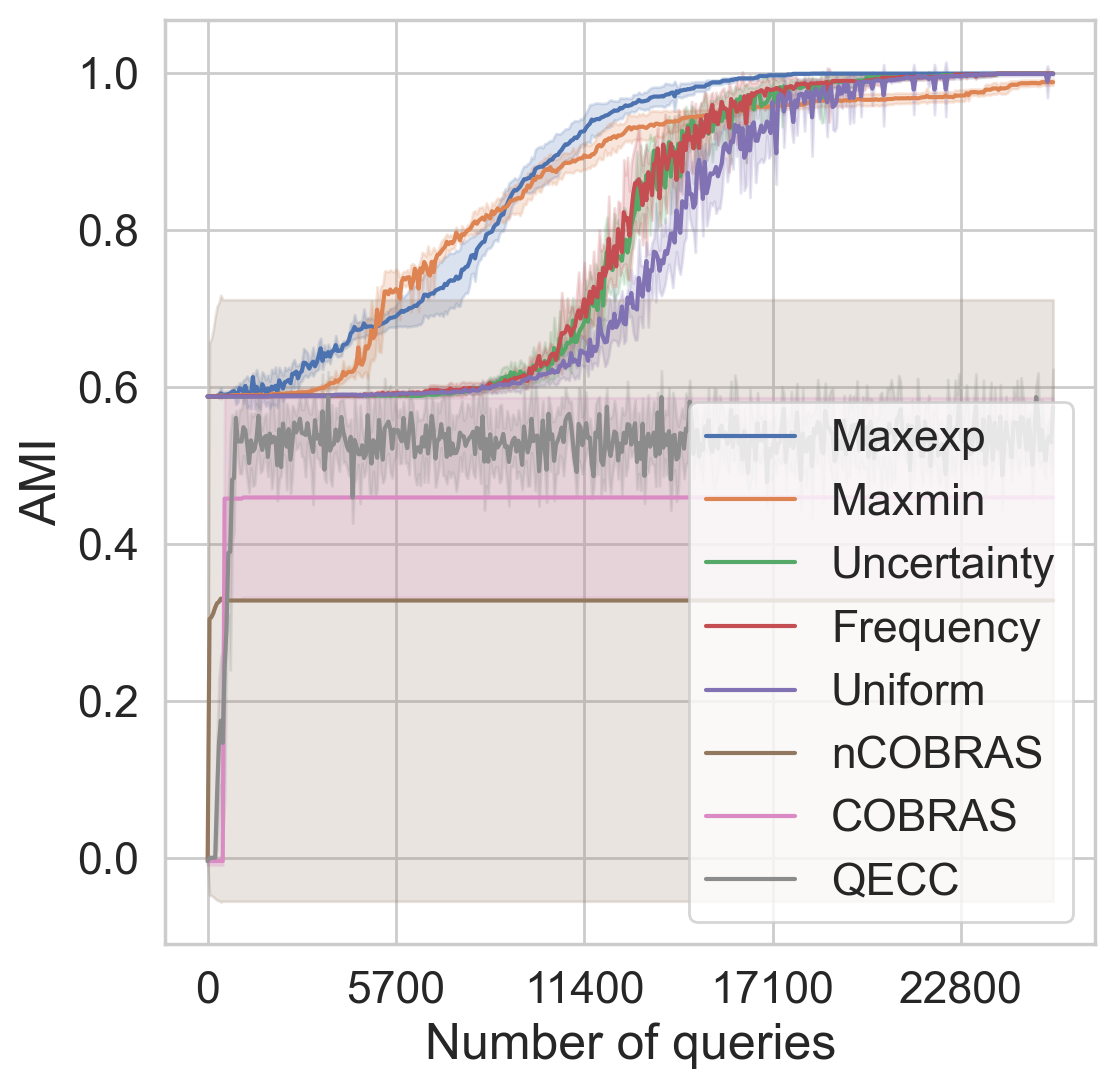 AMI
1.0
0.8
0.6
0.4
0.2
0.0
Maxexp
Maxmin
Uncertainty
Frequency
Uniform
nCOBRAS
COBRAS
QECC
0 5700 11400 17100 22800
Number of queries